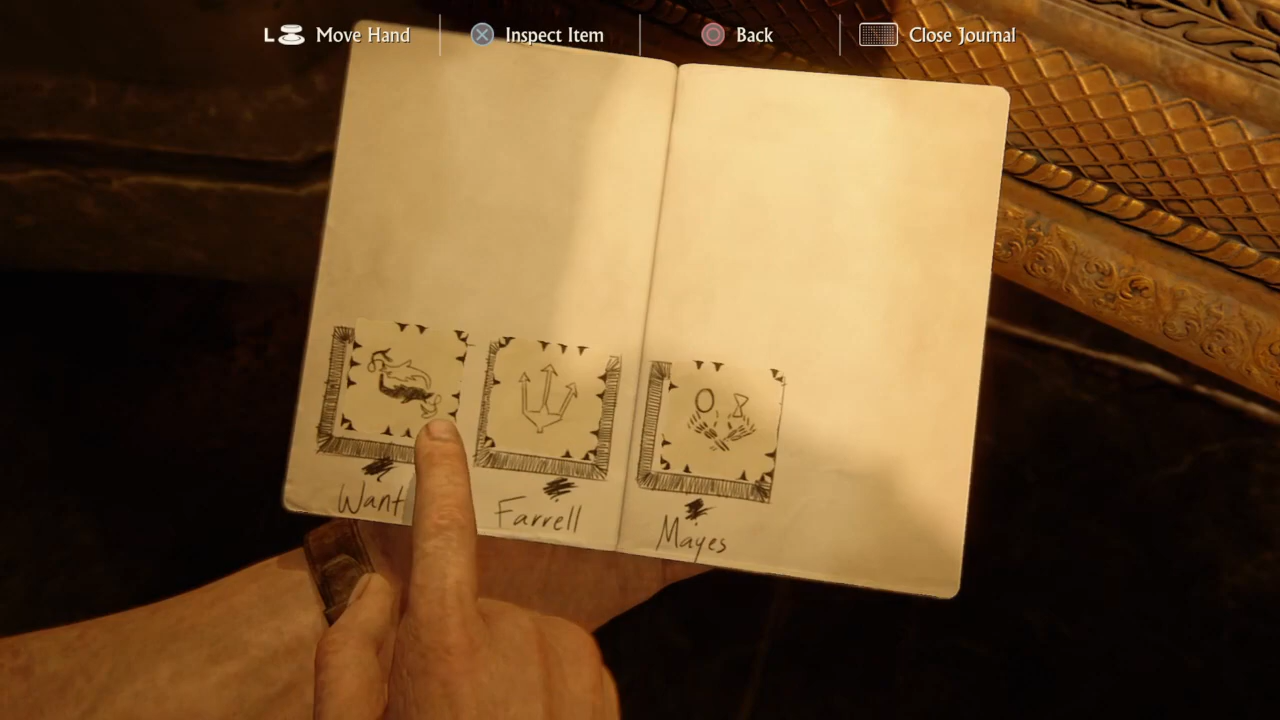 L Move Hand
Inspect Item
Back
Close Journal
Want
Farrell
Mayes